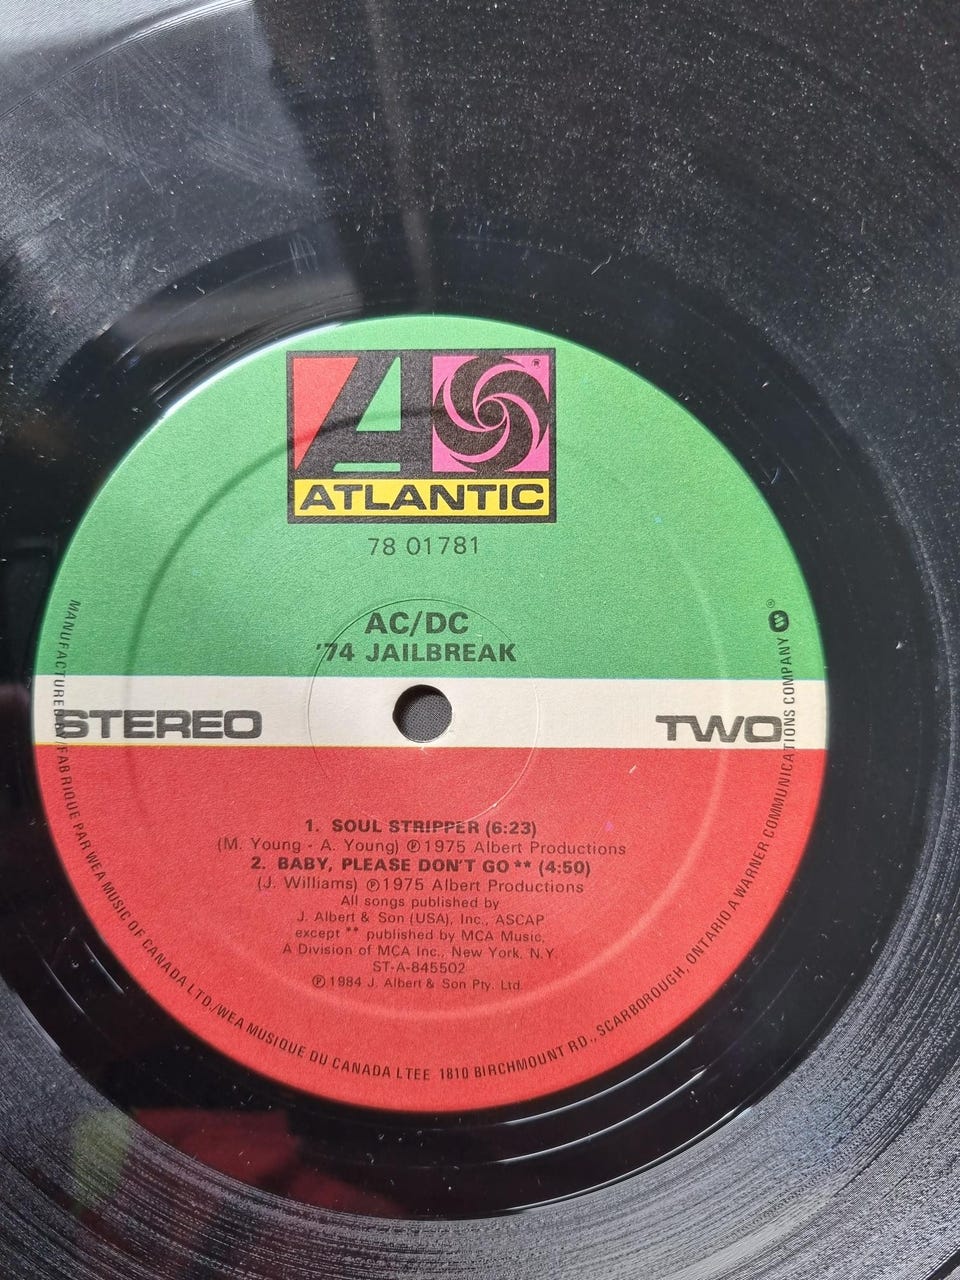 A
®
ATLANTIC
78 01781
AC/DC
'74 JAILBREAK
STEREO
TWO
1. SOUL STRIPPER (6:23)
(M. Young - A. Young) ℗1975 Albert Productions
2. BABY, PLEASE DON'T GO ** (4:50)
(J. Williams) ℗1975 Albert Productions
All songs published by
J. Albert & Son (USA), Inc., ASCAP
except ** published by MCA Music,
A Division of MCA Inc., New York, N.Y.
ST-A-845502
℗1984 J. Albert & Son Pty. Ltd.
MANUFACTURED BY/FABRIQUE PAR WEA MUSIC OF CANADA LTD./WEA MUSIQUE DU CANADA LTEE 1810 BIRCHMOUNT RD., SCARBOROUGH, ONTARIO A WARNER COMMUNICATIONS COMPANY ®